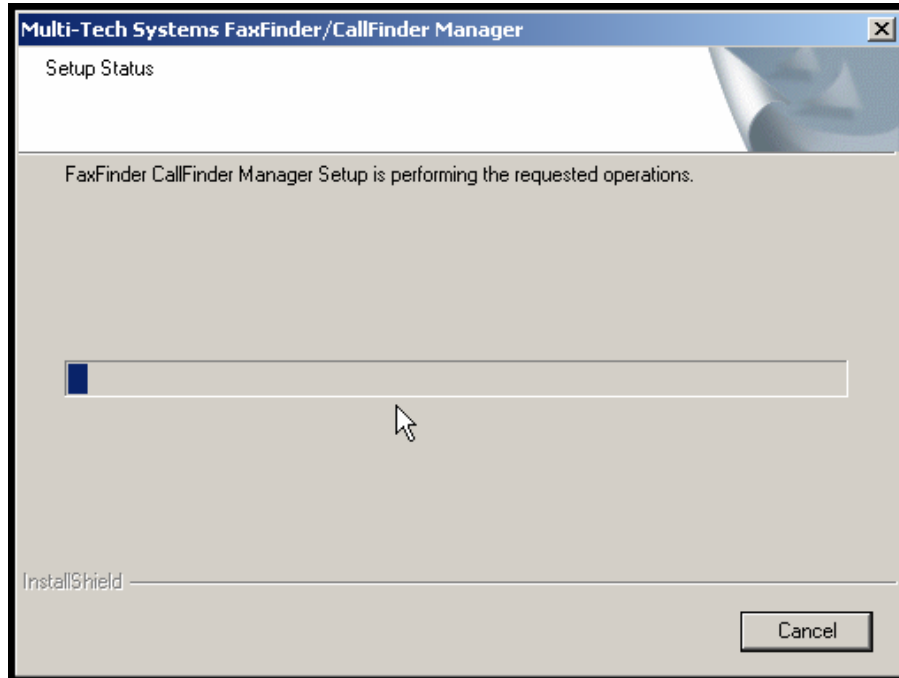 Multi-Tech Systems FaxFinder/CallFinder Manager
Setup Status
FaxFinder CallFinder Manager Setup is performing the requested operations.
InstallShield
Cancel